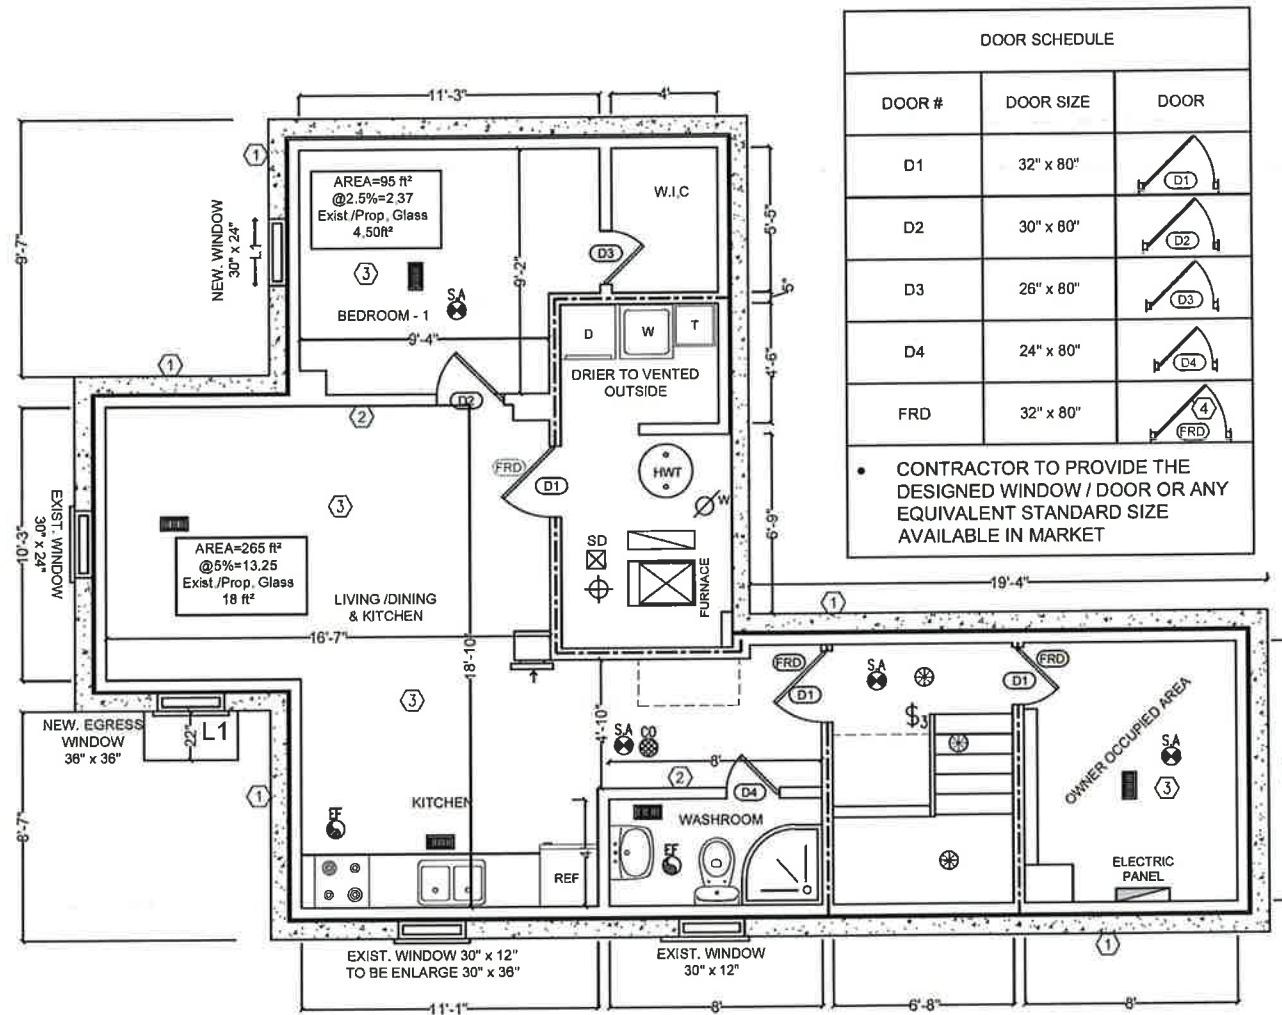 DOOR SCHEDULE
DOOR # DOOR SIZE DOOR
D1 32" x 80" D1
D2 30" x 80" D2
D3 26" x 80" D3
D4 24" x 80" D4
FRD 32" x 80" 4 FRD
• CONTRACTOR TO PROVIDE THE
DESIGNED WINDOW / DOOR OR ANY
EQUIVALENT STANDARD SIZE
AVAILABLE IN MARKET
11'-3"
4'
1
9'-7"
NEW. WINDOW
30" x 24"
L1
AREA=95 ft²
@2.5%=2.37
Exist./Prop. Glass
4.50ft²
W.I.C
5'-5"
9'-2"
D3
3
S.A
BEDROOM - 1
9'-4"
5"
D
W
T
DRIER TO VENTED
OUTSIDE
4'-6"
1
D2
2
FRD
D1
HWT
W
6'-9"
3
EXIST. WINDOW
30" x 24"
10'-3"
AREA=265 ft²
@5%=13.25
Exist./Prop. Glass
18 ft²
SD
FURNACE
LIVING /DINING
& KITCHEN
16'-7"
18'-10"
19'-4"
1
FRD
D1
S.A
$3
D1
FRD
OWNER OCCUPIED AREA
S.A
3
3
NEW. EGRESS
WINDOW
36" x 36"
22"
L1
4'-10"
S.A
CO
8'
2
D4
1
8'-7"
KITCHEN
EF
WASHROOM
EF
4'
REF
ELECTRIC
PANEL
EXIST. WINDOW 30" x 12"
TO BE ENLARGE 30" x 36"
EXIST. WINDOW
30" x 12"
1
11'-1"
8'
6'-8"
8'